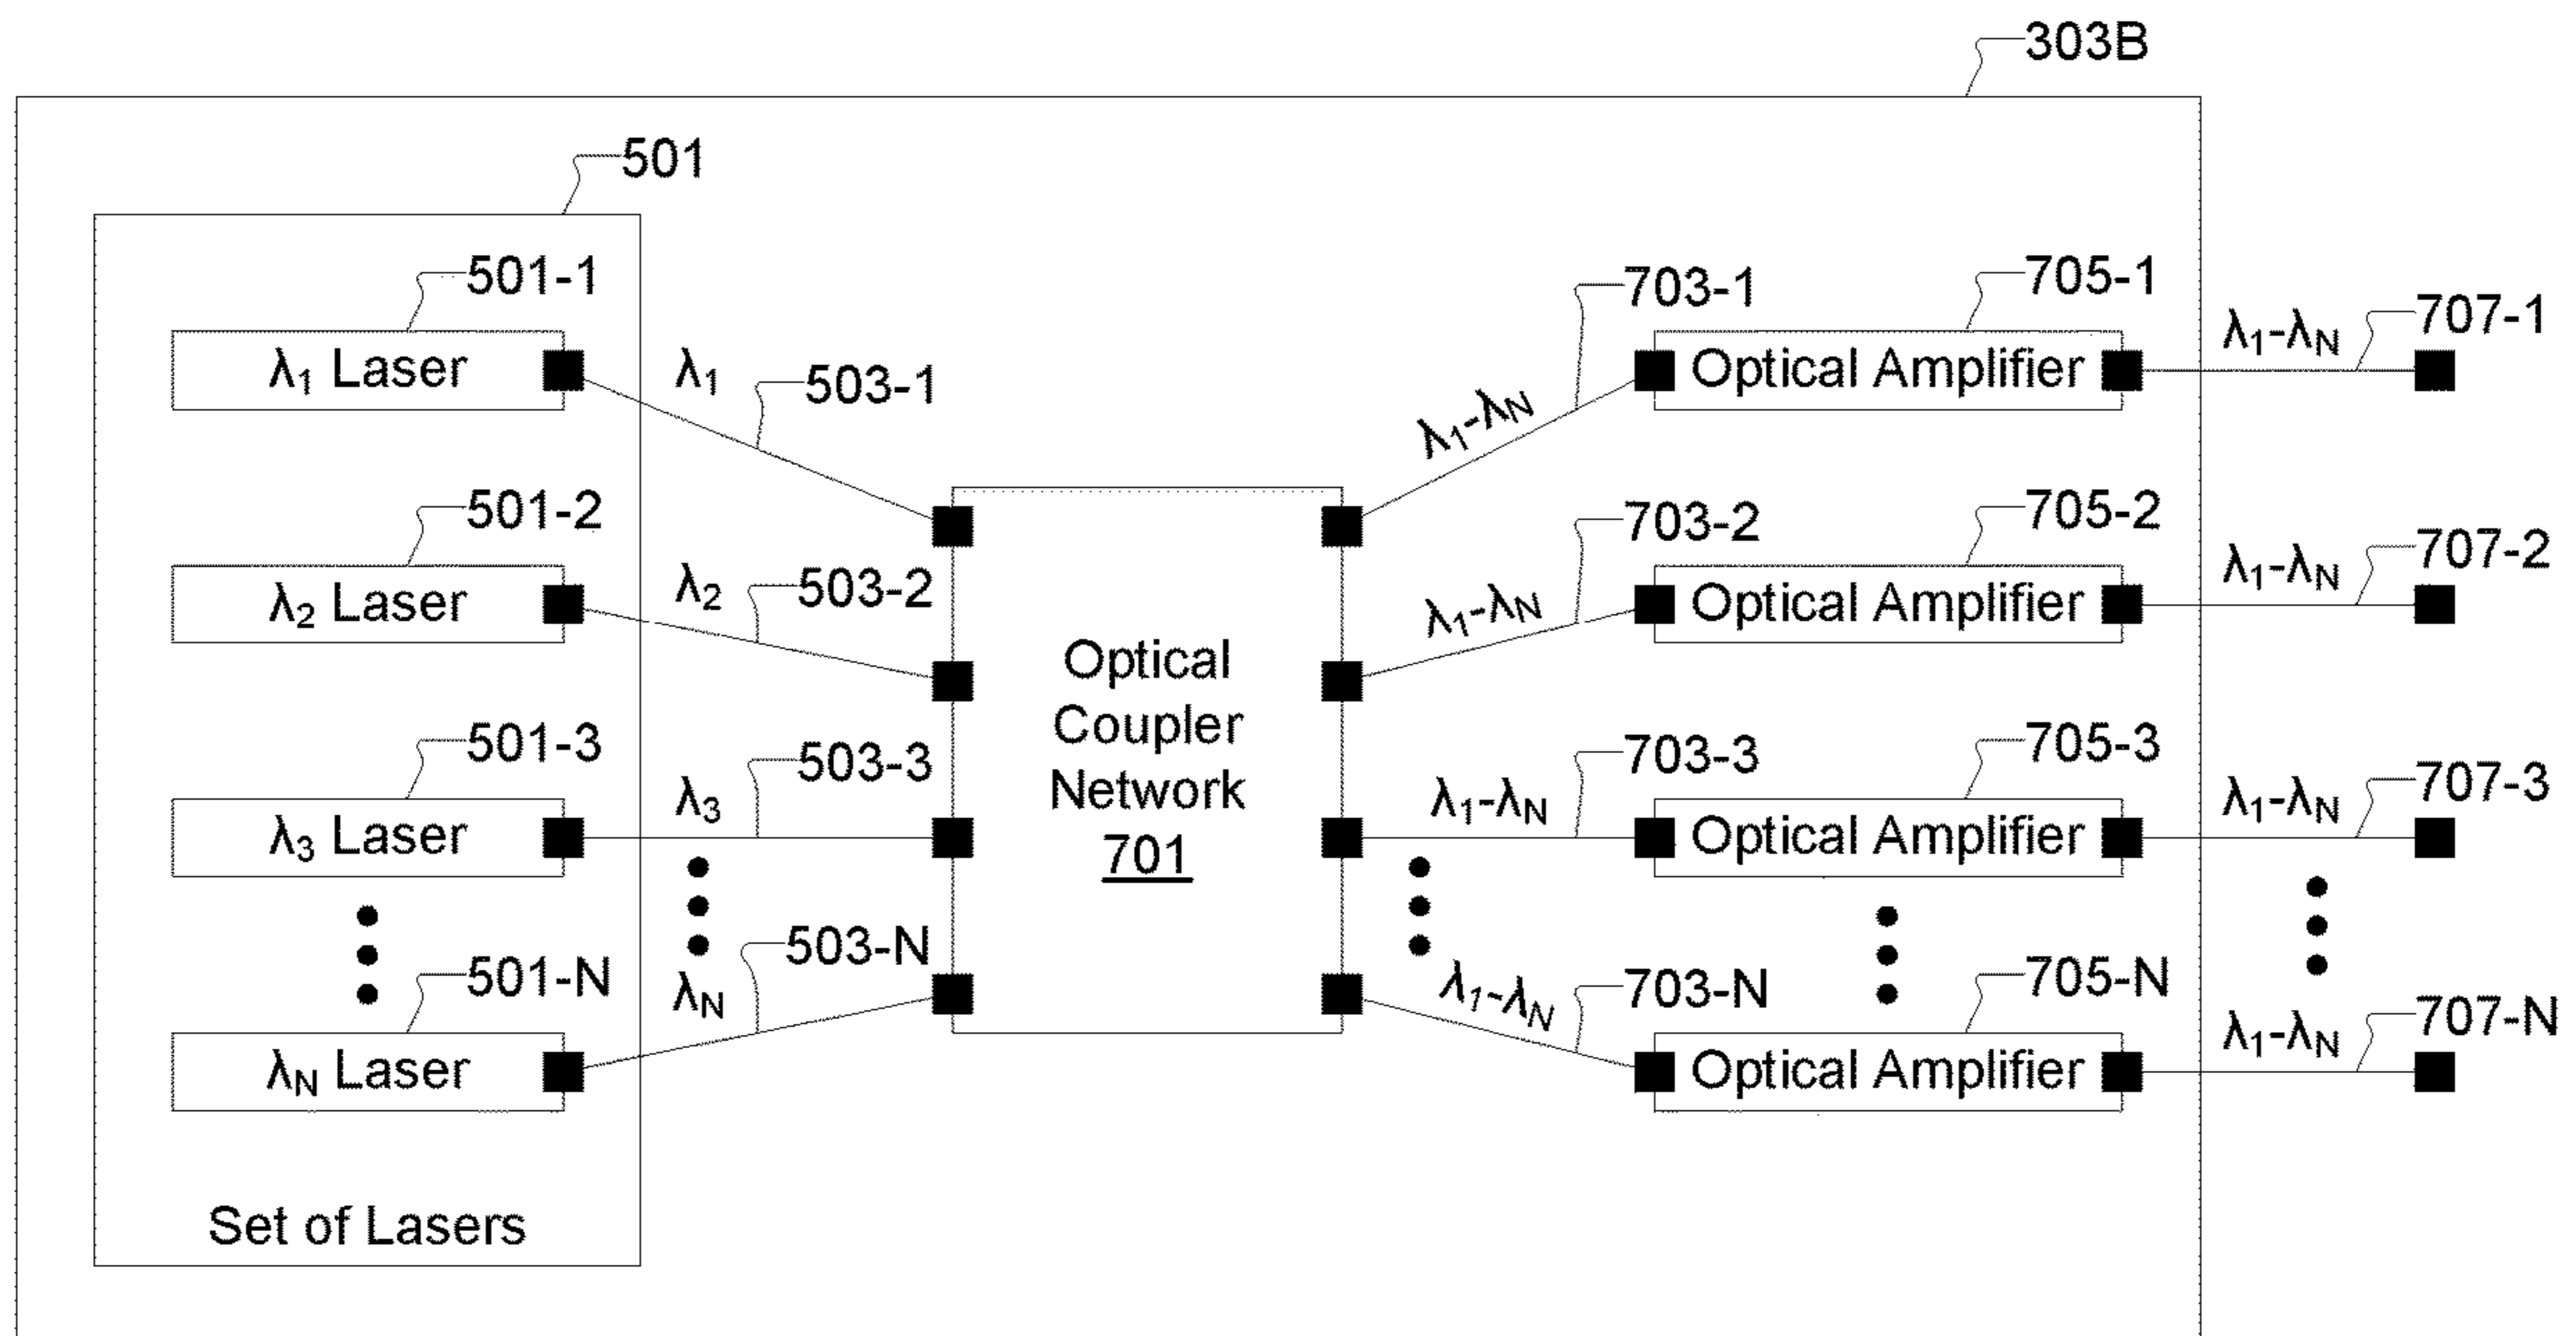 303B
501
501-1
λ1 Laser
λ1
503-1
501-2
λ2 Laser
λ2
503-2
501-3
λ3 Laser
λ3
503-3
501-N
λN Laser
λN
503-N
Set of Lasers
Optical
Coupler
Network
701
λ1-λN
703-1
λ1-λN
703-2
λ1-λN
703-3
λ1-λN
703-N
705-1
Optical Amplifier
λ1-λN
707-1
705-2
Optical Amplifier
λ1-λN
707-2
705-3
Optical Amplifier
λ1-λN
707-3
705-N
Optical Amplifier
λ1-λN
707-N